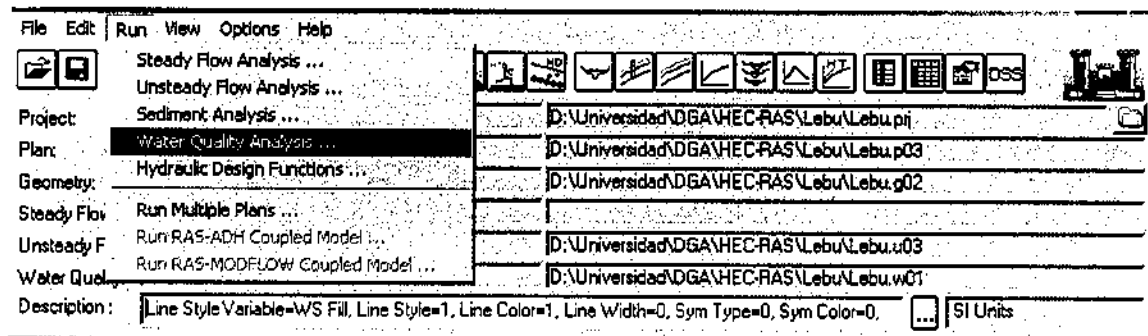 File Edit Run View Options Help
Steady Flow Analysis ...
Unsteady Flow Analysis ...
Sediment Analysis ...
Water Quality Analysis ...
Hydraulic Design Functions ...
Run Multiple Plans ...
Run RAS-ADH Coupled Model ...
Run RAS-MODFLOW Coupled Model ...
DSS
Project: D:\Universidad\DGA\HEC-RAS\Lebu\Lebu.prj
Plan: D:\Universidad\DGA\HEC-RAS\Lebu\Lebu.p03
Geometry: D:\Universidad\DGA\HEC-RAS\Lebu\Lebu.g02
Steady Flow
Unsteady F D:\Universidad\DGA\HEC-RAS\Lebu\Lebu.u03
Water Qual D:\Universidad\DGA\HEC-RAS\Lebu\Lebu.w01
Description : Line Style Variable=WS Fill, Line Style=1, Line Color=1, Line Width=0, Sym Type=0, Sym Color=0, ... SI Units